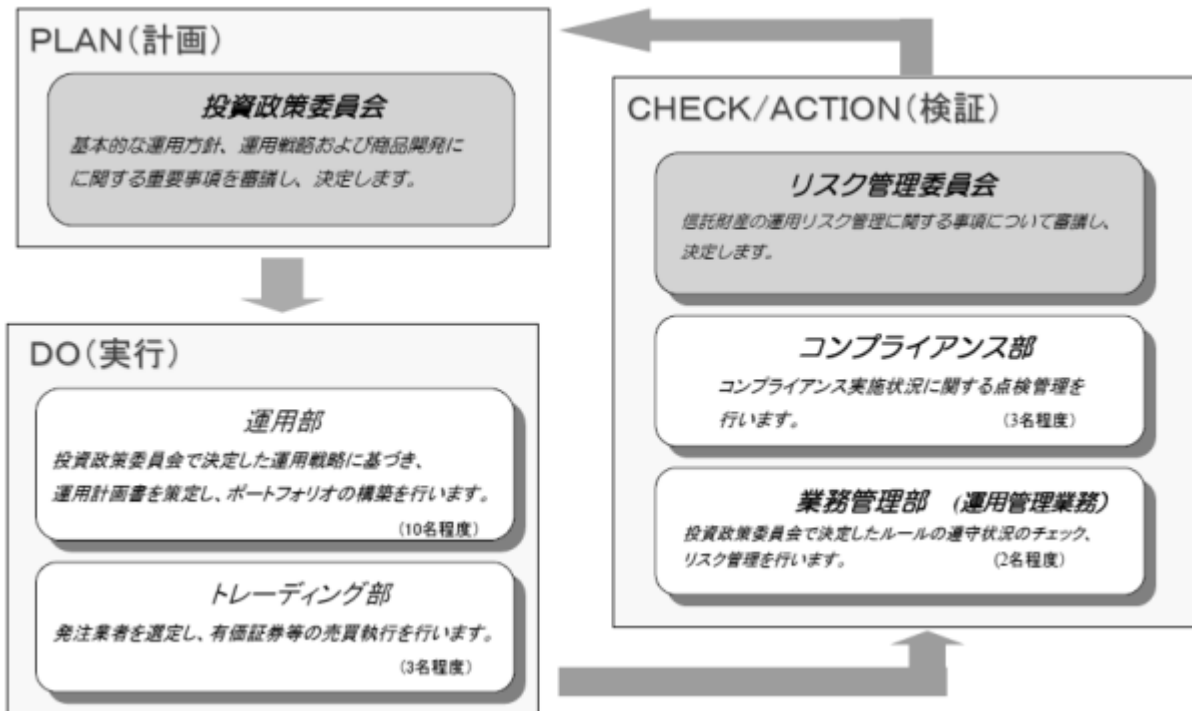 PLAN(計画)
投資政策委員会
基本的な運用方針、運用戦略および商品開発に
に関する重要事項を審議し、決定します。
DO(実行)
運用部
投資政策委員会で決定した運用戦略に基づき、
運用計画書を策定し、ポートフォリオの構築を行います。
(10名程度)
トレーディング部
発注業者を選定し、有価証券等の売買執行を行います。
(3名程度)
CHECK/ACTION(検証)
リスク管理委員会
信託財産の運用リスク管理に関する事項について審議し、
決定します。
コンプライアンス部
コンプライアンス実施状況に関する点検管理を
行います。 (3名程度)
業務管理部 (運用管理業務)
投資政策委員会で決定したルールの遵守状況のチェック、
リスク管理を行います。 (2名程度)